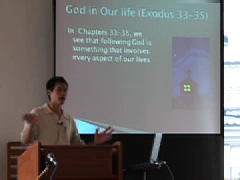 God in Our life (Exodus 33-35)
In Chapters 33-35, we
see that following God is
something that involves
every aspect of our lives